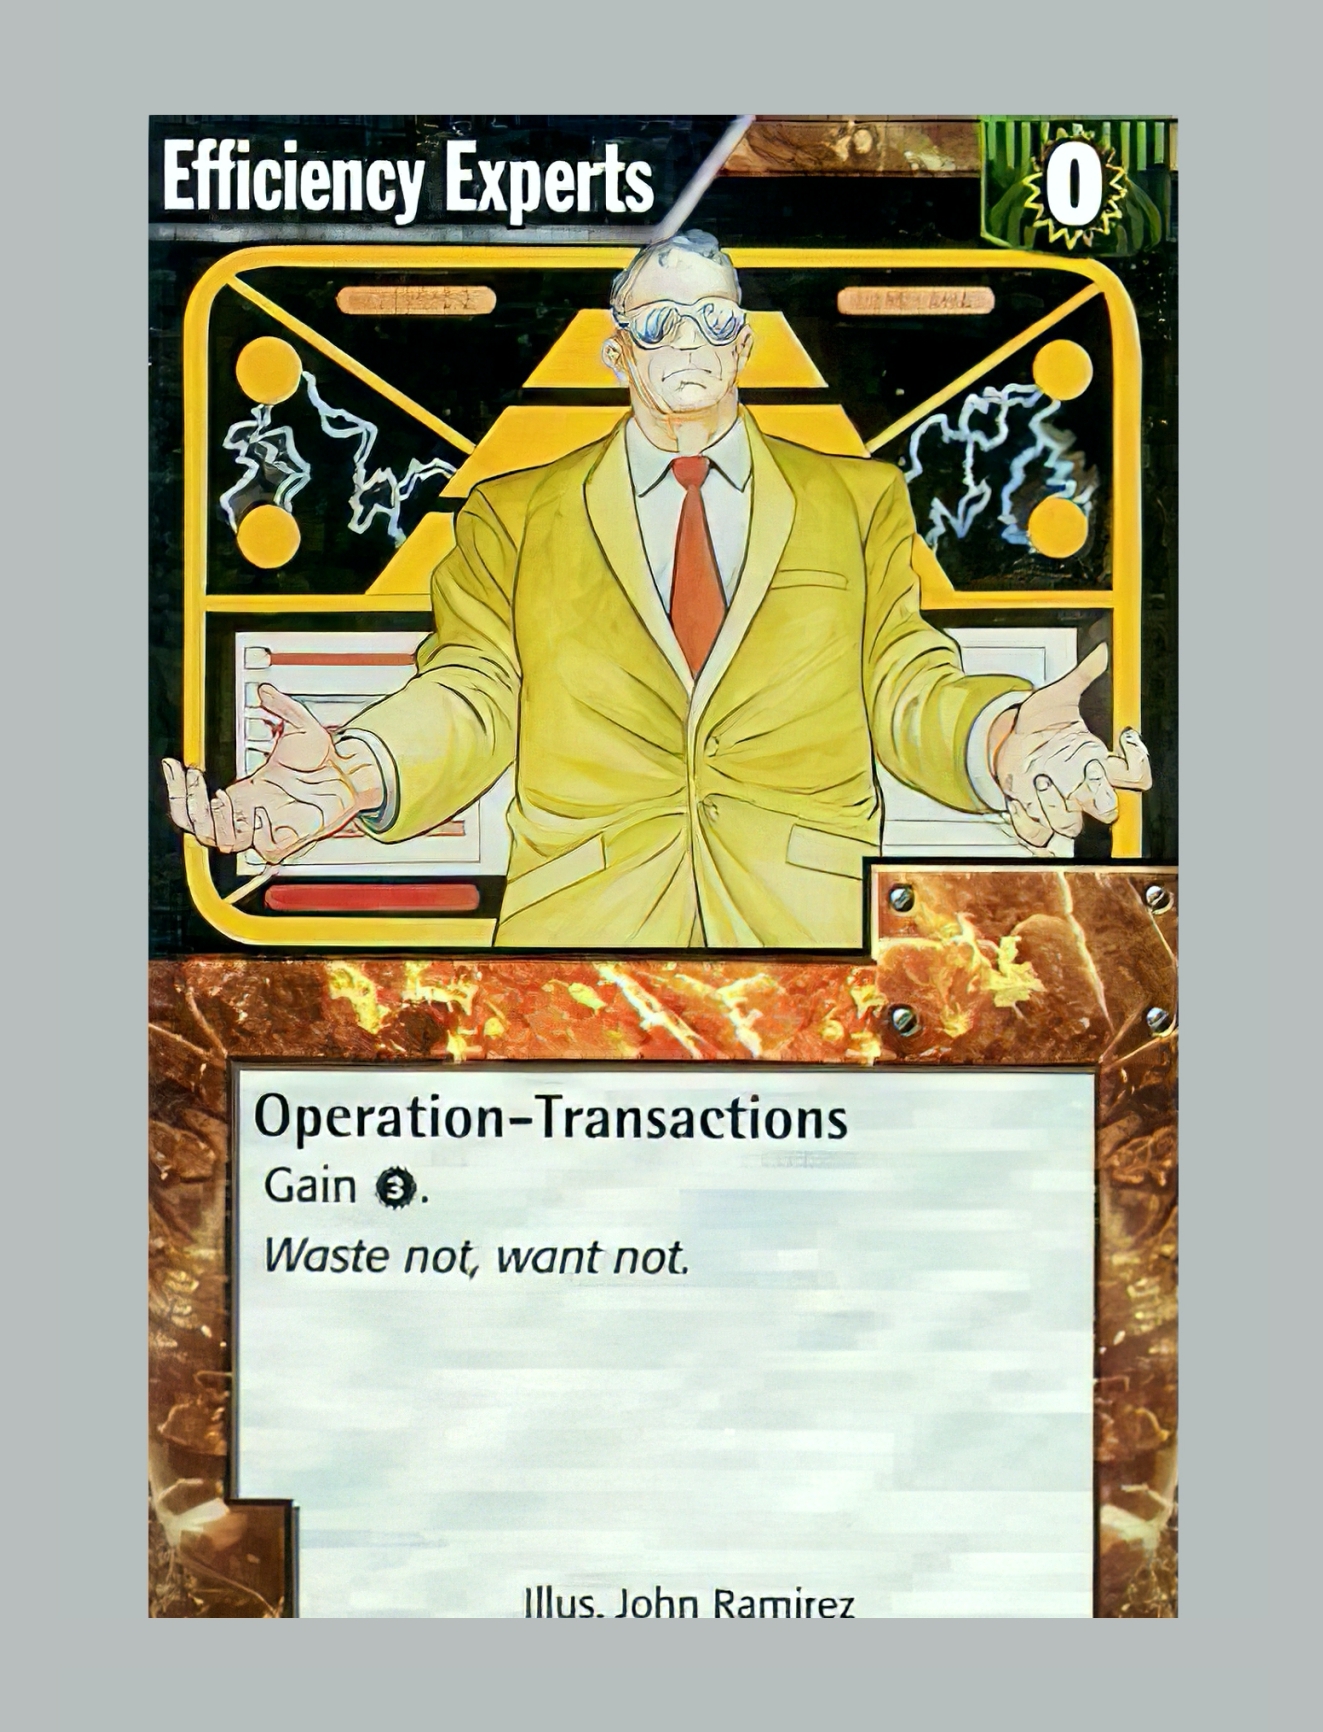 Efficiency Experts
0
Operation-Transactions
Gain 3.
Waste not, want not.
Illus. John Ramirez